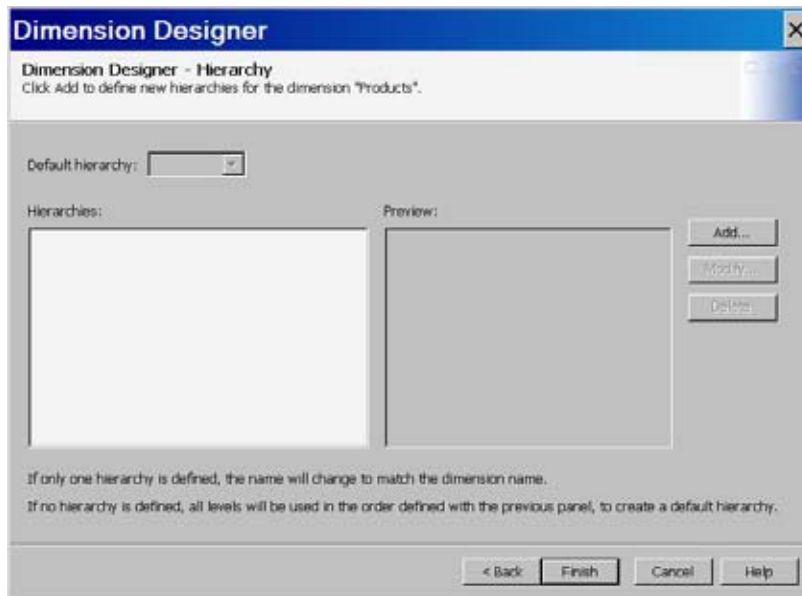 Dimension Designer
Dimension Designer - Hierarchy
Click Add to define new hierarchies for the dimension "Products".
Default hierarchy:
Hierarchies:
Preview:
Add...
Modify...
Delete
If only one hierarchy is defined, the name will change to match the dimension name.
If no hierarchy is defined, all levels will be used in the order defined with the previous panel, to create a default hierarchy.
< Back Finish Cancel Help